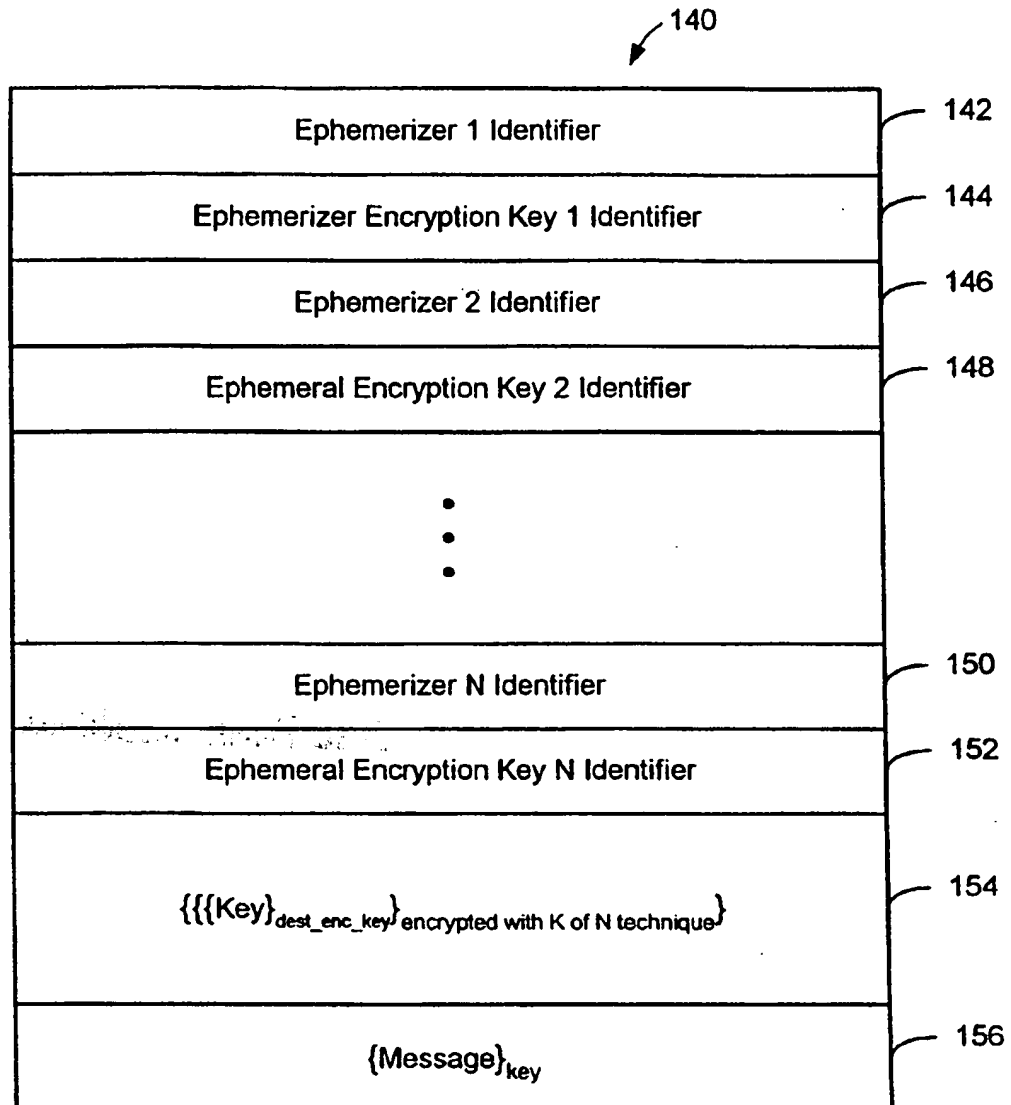 140
Ephemerizer 1 Identifier
142
Ephemerizer Encryption Key 1 Identifier
144
Ephemerizer 2 Identifier
146
Ephemeral Encryption Key 2 Identifier
148
Ephemerizer N Identifier
150
Ephemeral Encryption Key N Identifier
152
{{{Key}dest_enc_key}encrypted with K of N technique}
154
{Message}key
156